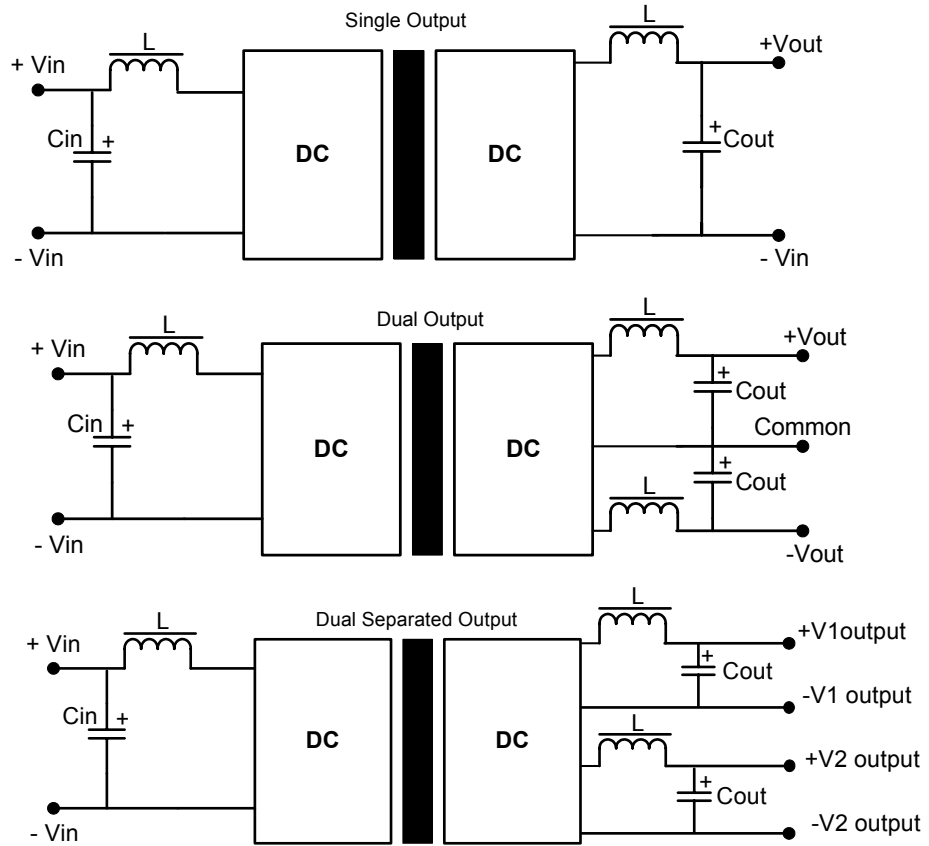 Single Output
L
L
+ Vin
+Vout
Cin
+
DC
DC
+
Cout
- Vin
- Vin
Dual Output
L
L
+ Vin
+Vout
+
Cout
Cin
+
DC
DC
Common
+
Cout
L
- Vin
-Vout
Dual Separated Output
L
L
+ Vin
+V1output
+
Cout
Cin
+
DC
DC
-V1 output
L
+V2 output
+
Cout
- Vin
-V2 output